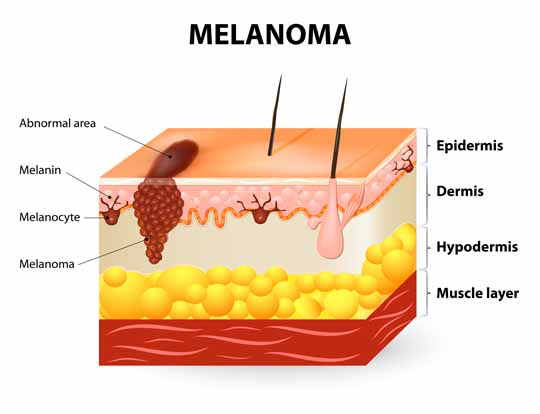 MELANOMA
Abnormal area
Melanin
Melanocyte
Melanoma
Epidermis
Dermis
Hypodermis
Muscle layer